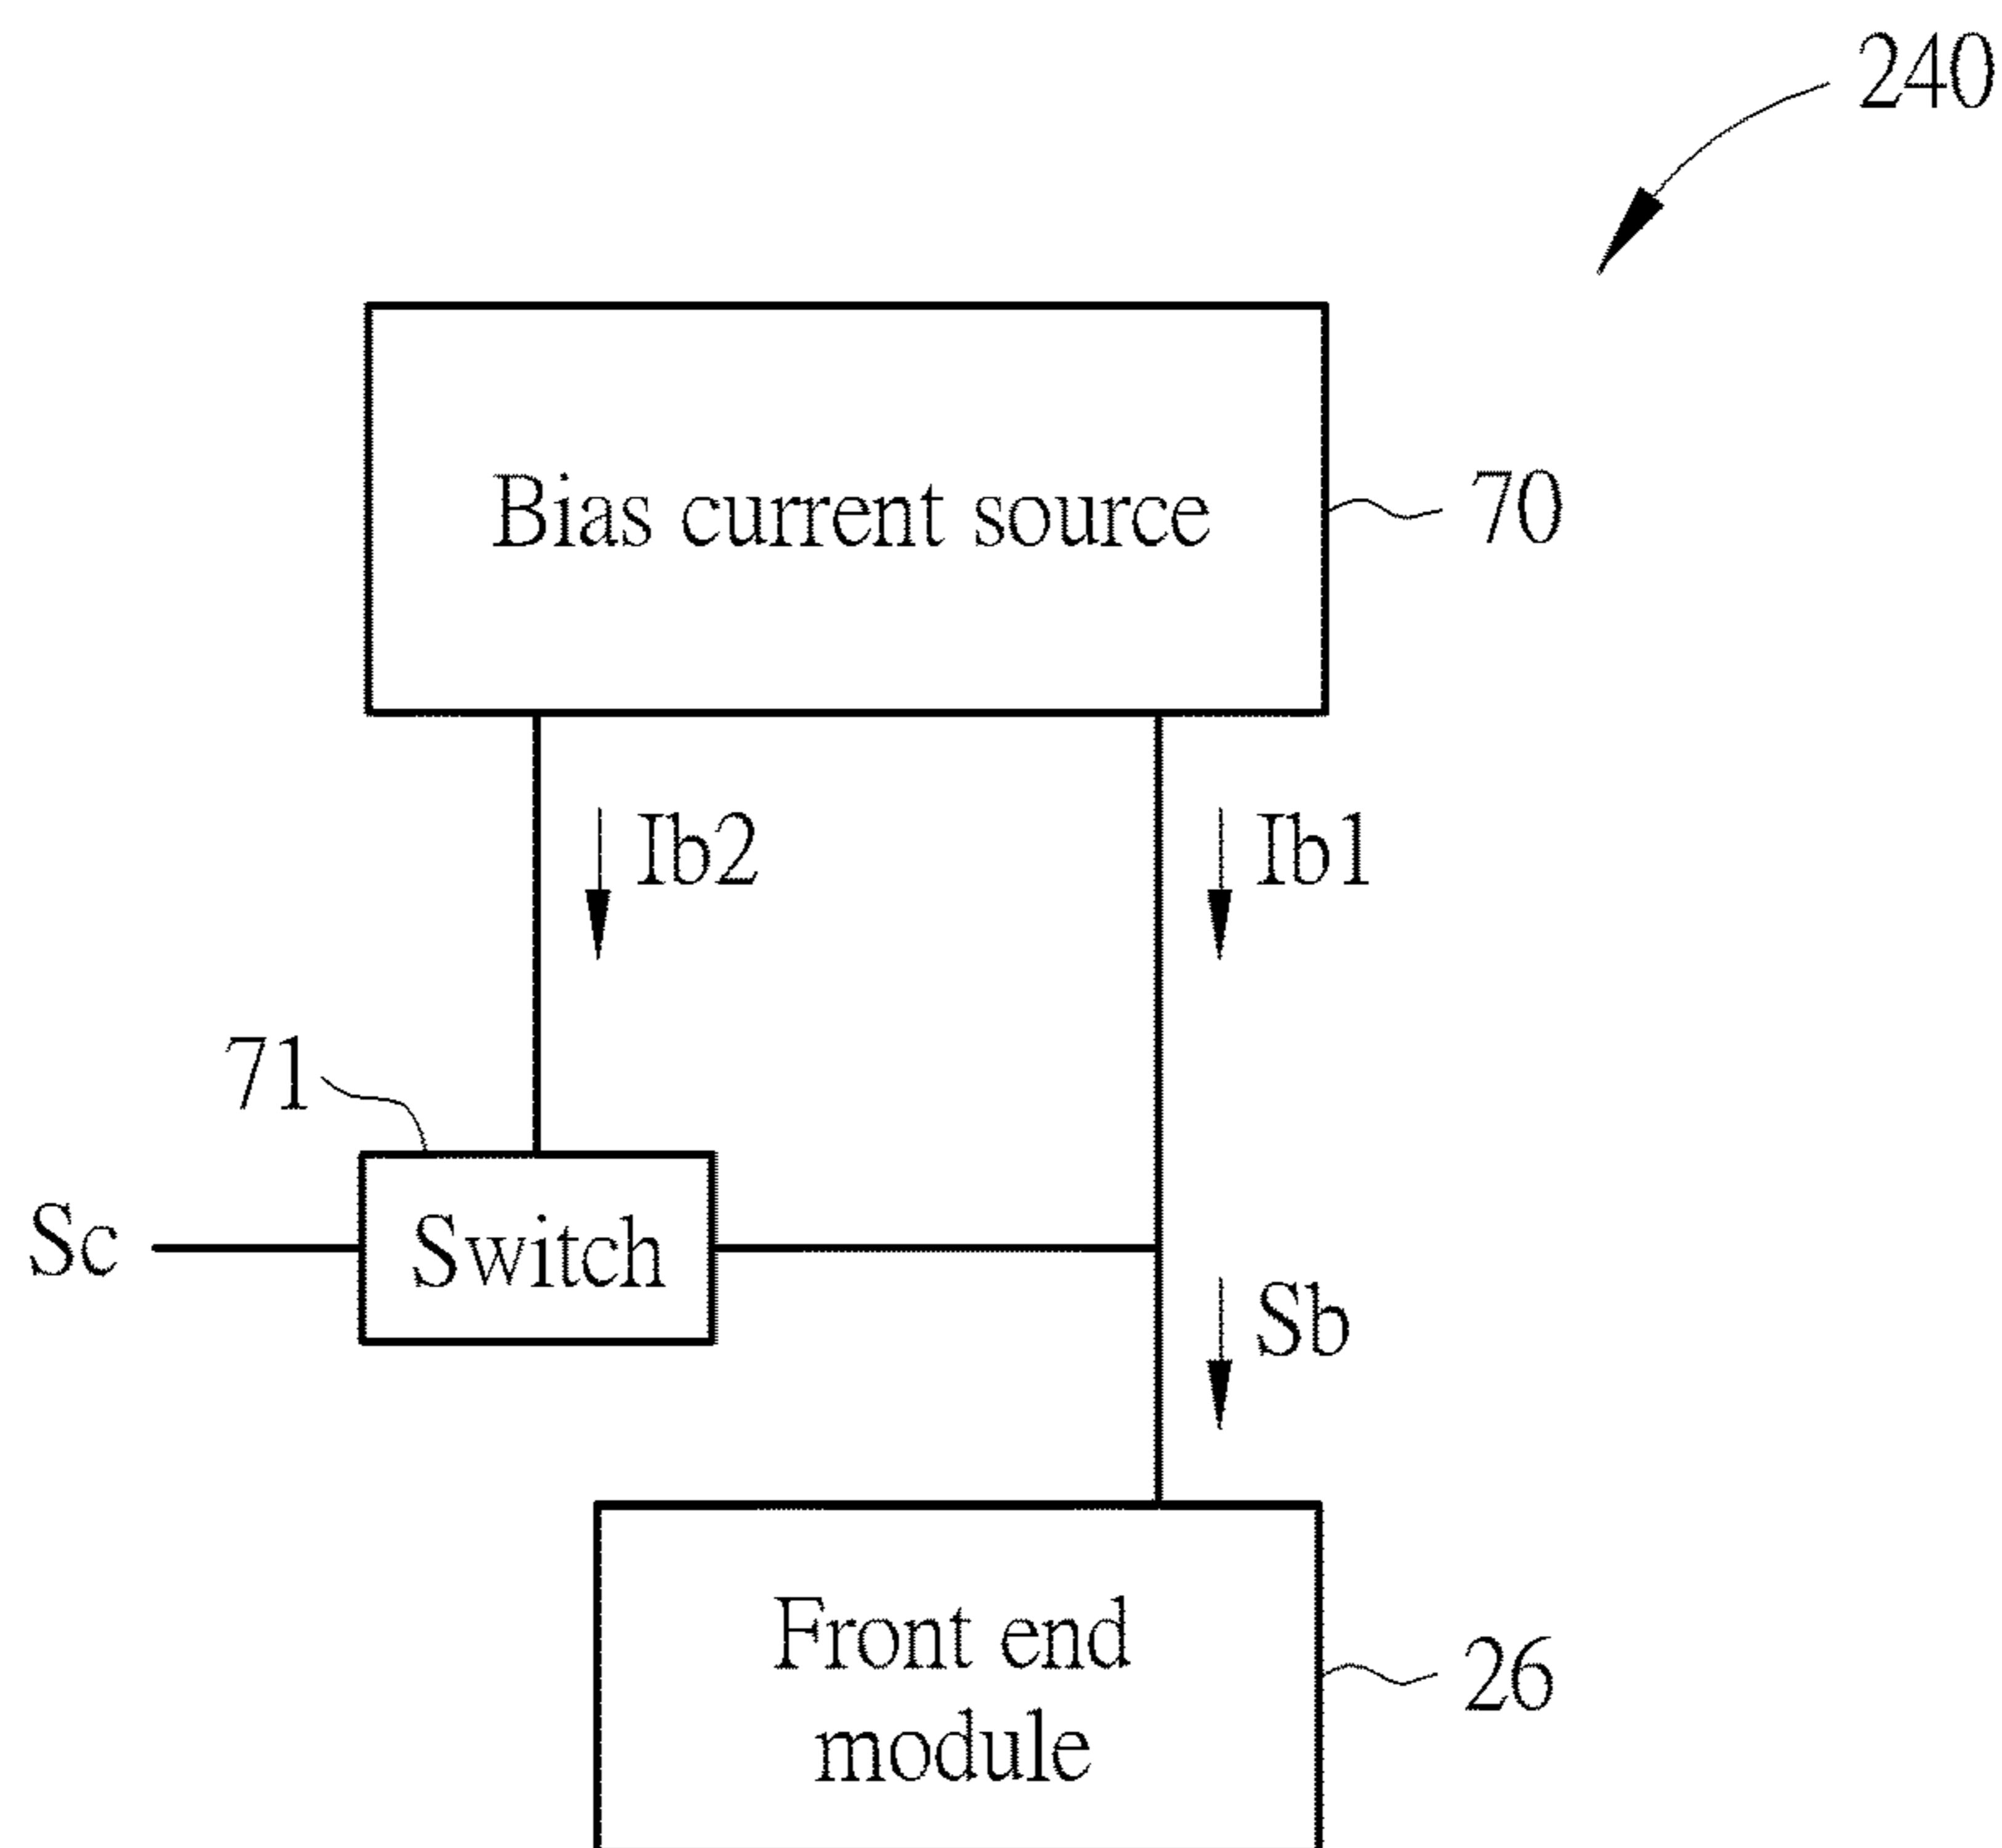 240
Bias current source
70
Ib2
Ib1
71
Sc
Switch
Sb
Front end
module
26